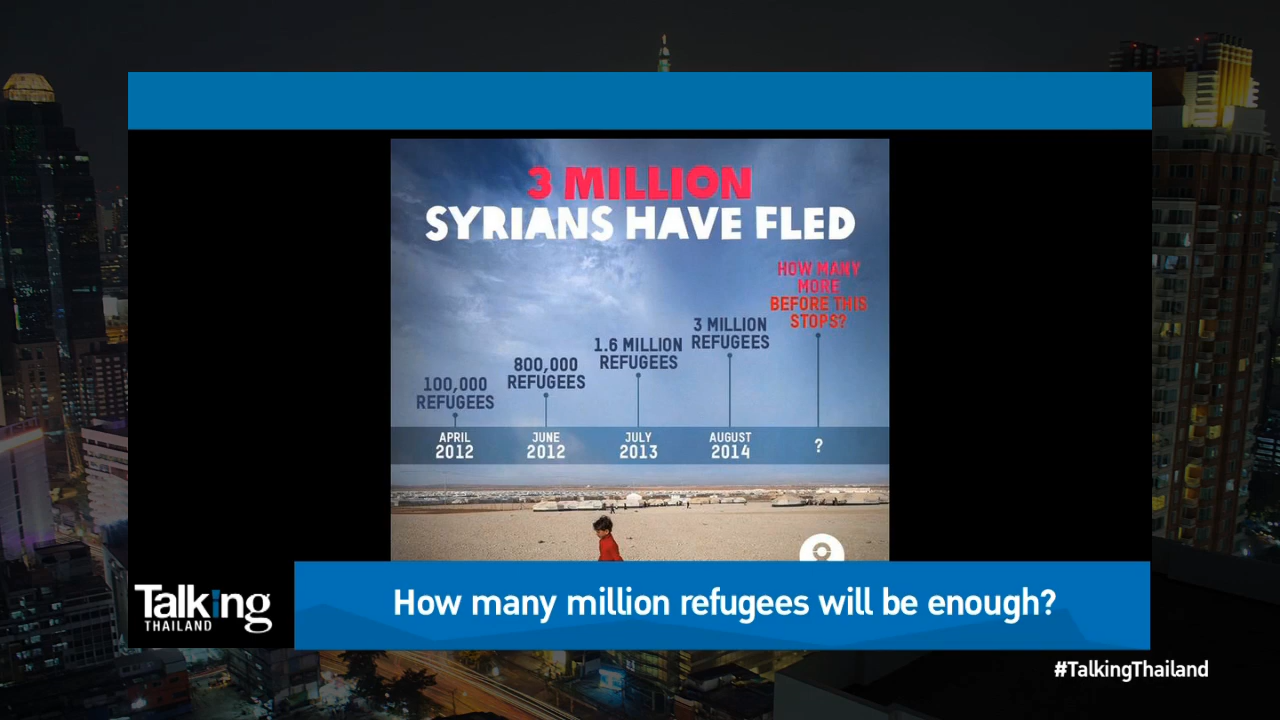 3 MILLION
SYRIANS HAVE FLED
HOW MANY
MORE
BEFORE THIS
STOPS?
3 MILLION
REFUGEES
1.6 MILLION
REFUGEES
800,000
REFUGEES
100,000
REFUGEES
APRIL
2012
JUNE
2012
JULY
2013
AUGUST
2014
?
Talking
THAILAND
How many million refugees will be enough?
#TalkingThailand